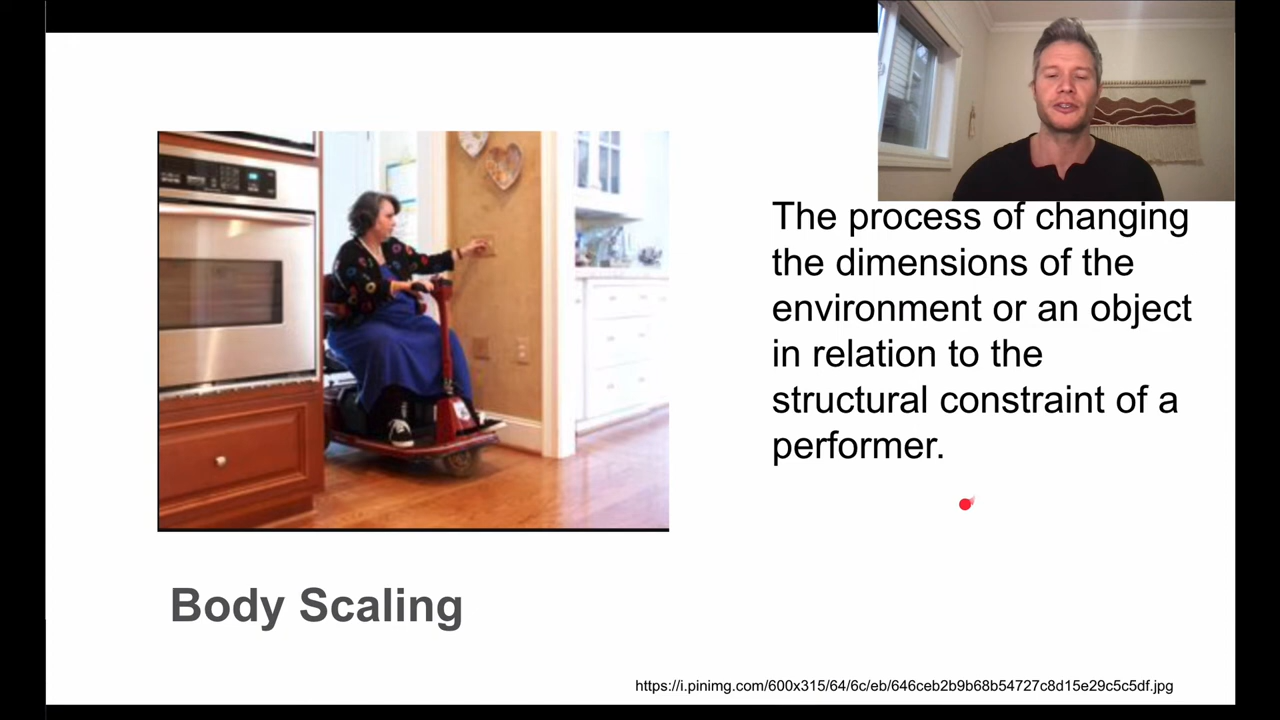 The process of changing
the dimensions of the
environment or an object
in relation to the
structural constraint of a
performer.
Body Scaling
https://i.pinimg.com/600x315/64/6c/eb/646ceb2b9b68b54727c8d15e29c5c5df.jpg